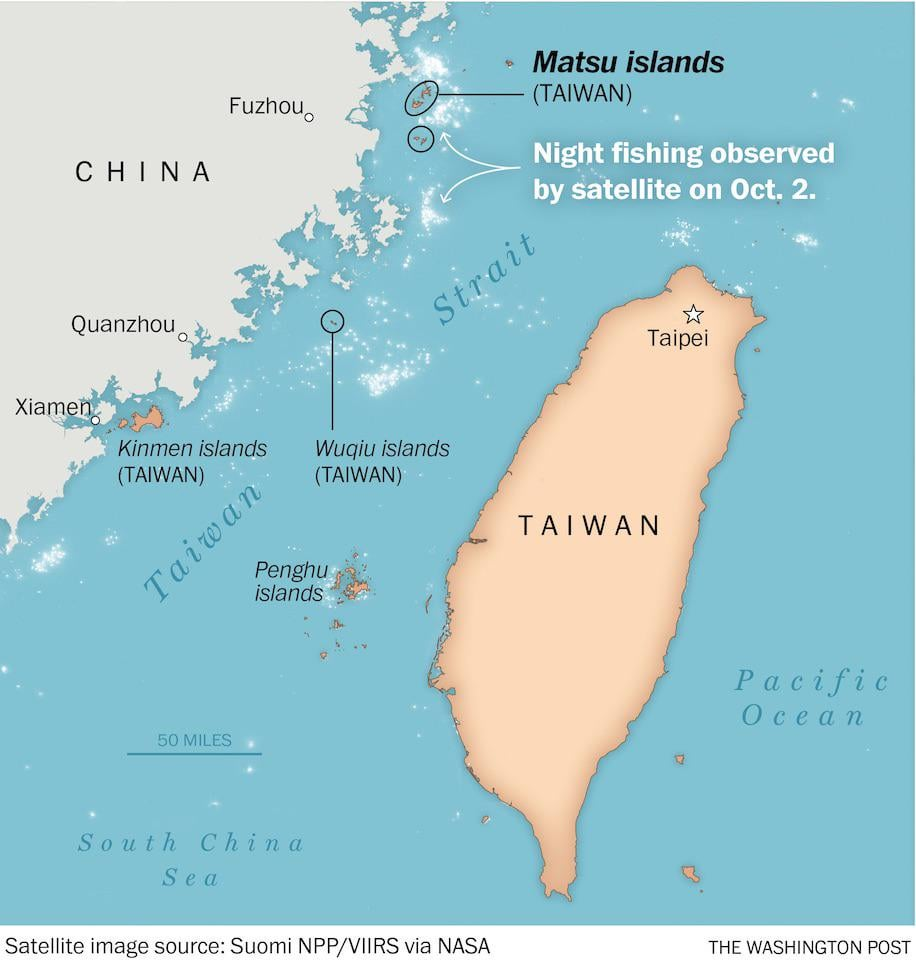 Matsu islands
(TAIWAN)
Fuzhou
CHINA
Night fishing observed
by satellite on Oct. 2.
Strait
Quanzhou
Taipei
Xiamen
Kinmen islands
(TAIWAN)
Wuqiu islands
(TAIWAN)
Taiwan
TAIWAN
Penghu
islands
Pacific
Ocean
50 MILES
South China
Sea
Satellite image source: Suomi NPP/VIIRS via NASA
THE WASHINGTON POST